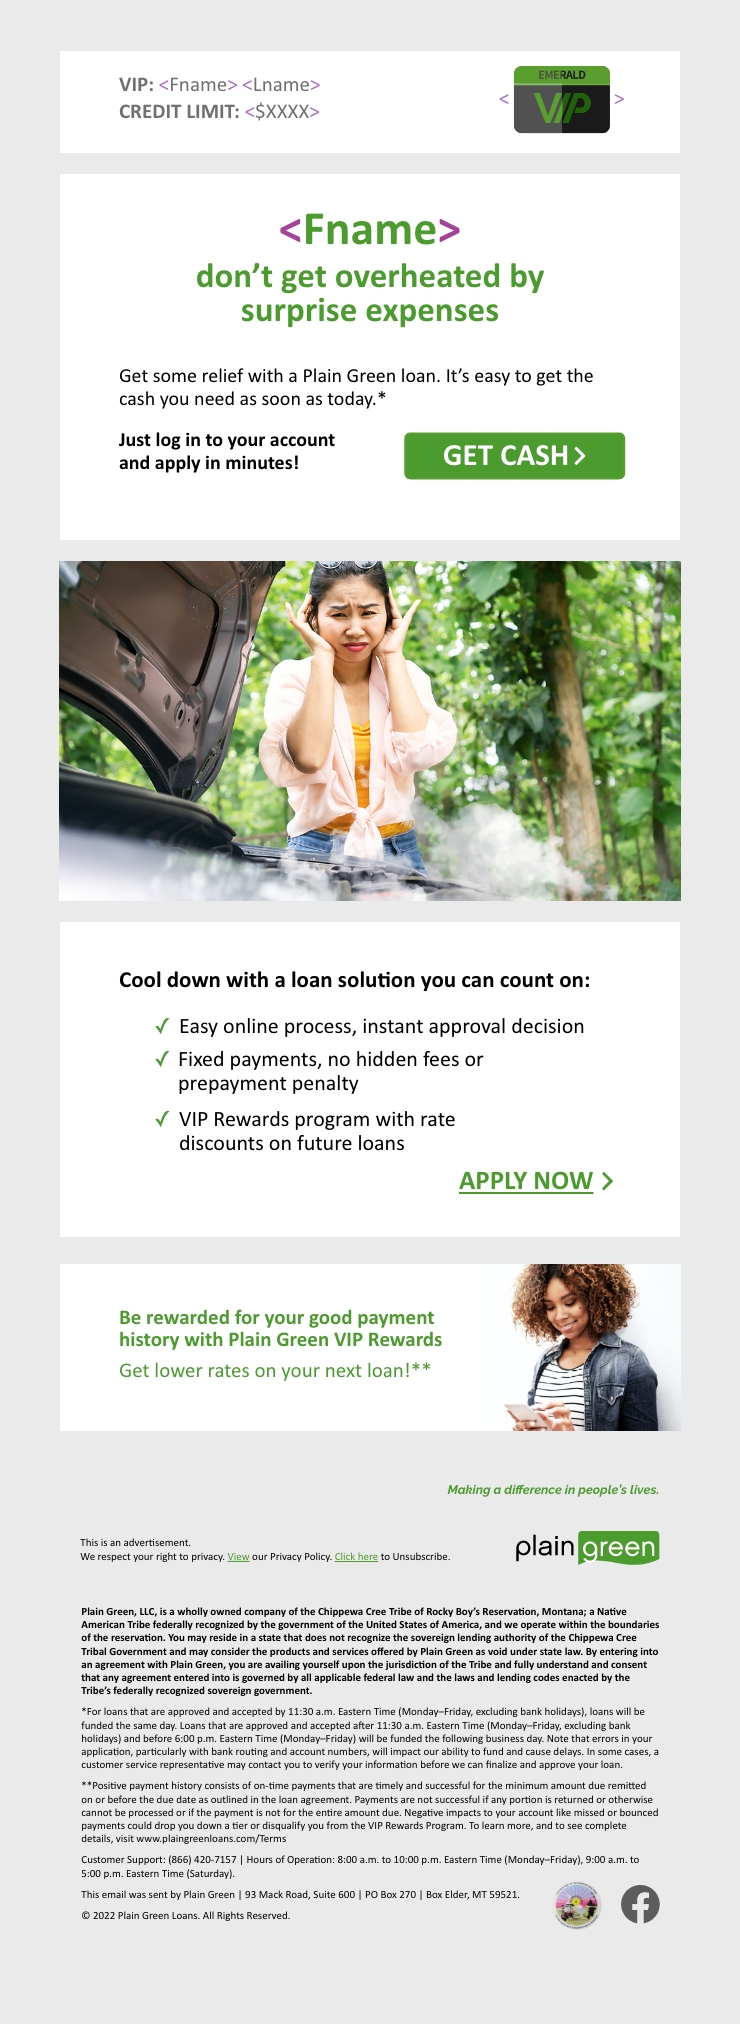 VIP: <Fname> <Lname>
CREDIT LIMIT: <$XXXX>
< EMERALD
VIP >
<Fname>
don’t get overheated by
surprise expenses
Get some relief with a Plain Green loan. It’s easy to get the
cash you need as soon as today.*
Just log in to your account
and apply in minutes!
GET CASH >
Cool down with a loan solution you can count on:
✓ Easy online process, instant approval decision
✓ Fixed payments, no hidden fees or
prepayment penalty
✓ VIP Rewards program with rate
discounts on future loans
APPLY NOW >
Be rewarded for your good payment
history with Plain Green VIP Rewards
Get lower rates on your next loan!**
Making a difference in people’s lives.
This is an advertisement.
We respect your right to privacy. View our Privacy Policy. Click here to Unsubscribe.
plain green
Plain Green, LLC, is a wholly owned company of the Chippewa Cree Tribe of Rocky Boy’s Reservation, Montana; a Native
American Tribe federally recognized by the government of the United States of America, and we operate within the boundaries
of the reservation. You may reside in a state that does not recognize the sovereign lending authority of the Chippewa Cree
Tribal Government and may consider the products and services offered by Plain Green as void under state law. By entering into
an agreement with Plain Green, you are availing yourself upon the jurisdiction of the Tribe and fully understand and consent
that any agreement entered into is governed by all applicable federal law and the laws and lending codes enacted by the
Tribe’s federally recognized sovereign government.
*For loans that are approved and accepted by 11:30 a.m. Eastern Time (Monday–Friday, excluding bank holidays), loans will be
funded the same day. Loans that are approved and accepted after 11:30 a.m. Eastern Time (Monday–Friday, excluding bank
holidays) and before 6:00 p.m. Eastern Time (Monday–Friday) will be funded the following business day. Note that errors in your
application, particularly with bank routing and account numbers, will impact our ability to fund and cause delays. In some cases, a
customer service representative may contact you to verify your information before we can finalize and approve your loan.
**Positive payment history consists of on-time payments that are timely and successful for the minimum amount due remitted
on or before the due date as outlined in the loan agreement. Payments are not successful if any portion is returned or otherwise
cannot be processed or if the payment is not for the entire amount due. Negative impacts to your account like missed or bounced
payments could drop you down a tier or disqualify you from the VIP Rewards Program. To learn more, and to see complete
details, visit www.plaingreenloans.com/Terms
Customer Support: (866) 420-7157 | Hours of Operation: 8:00 a.m. to 10:00 p.m. Eastern Time (Monday–Friday), 9:00 a.m. to
5:00 p.m. Eastern Time (Saturday).
This email was sent by Plain Green | 93 Mack Road, Suite 600 | PO Box 270 | Box Elder, MT 59521.
© 2022 Plain Green Loans. All Rights Reserved.